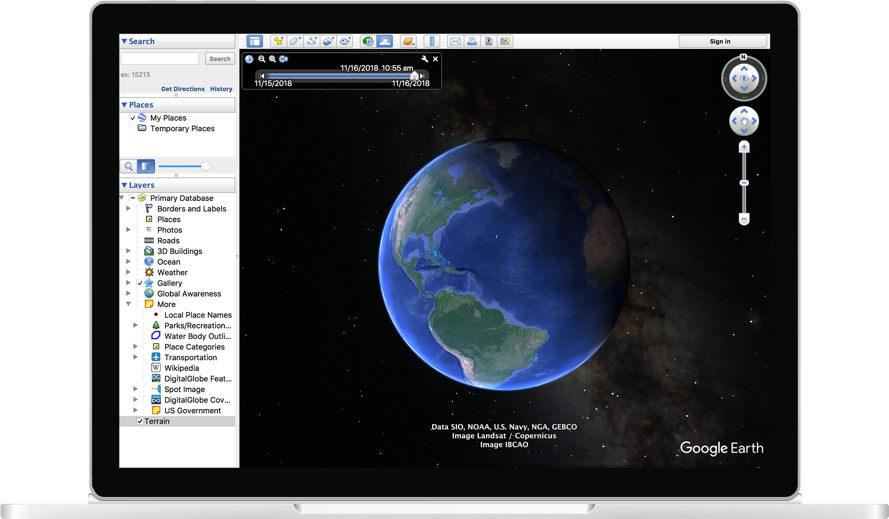 Search
Sign in
Search
ex: 15213
Get Directions
History
11/16/2018 10:55 am
11/15/2018
11/16/2018
N
Places
My Places
Temporary Places
Layers
Primary Database
Borders and Labels
Places
Photos
Roads
3D Buildings
Ocean
Weather
Gallery
Global Awareness
More
Local Place Names
Parks/Recreation...
Water Body Outli...
Place Categories
Transportation
W Wikipedia
DigitalGlobe Feat...
Spot Image
DigitalGlobe Cov...
US Government
Terrain
Data SIO, NOAA, U.S. Navy, NGA, GEBCO
Image Landsat / Copernicus
Image IBCAO
Google Earth